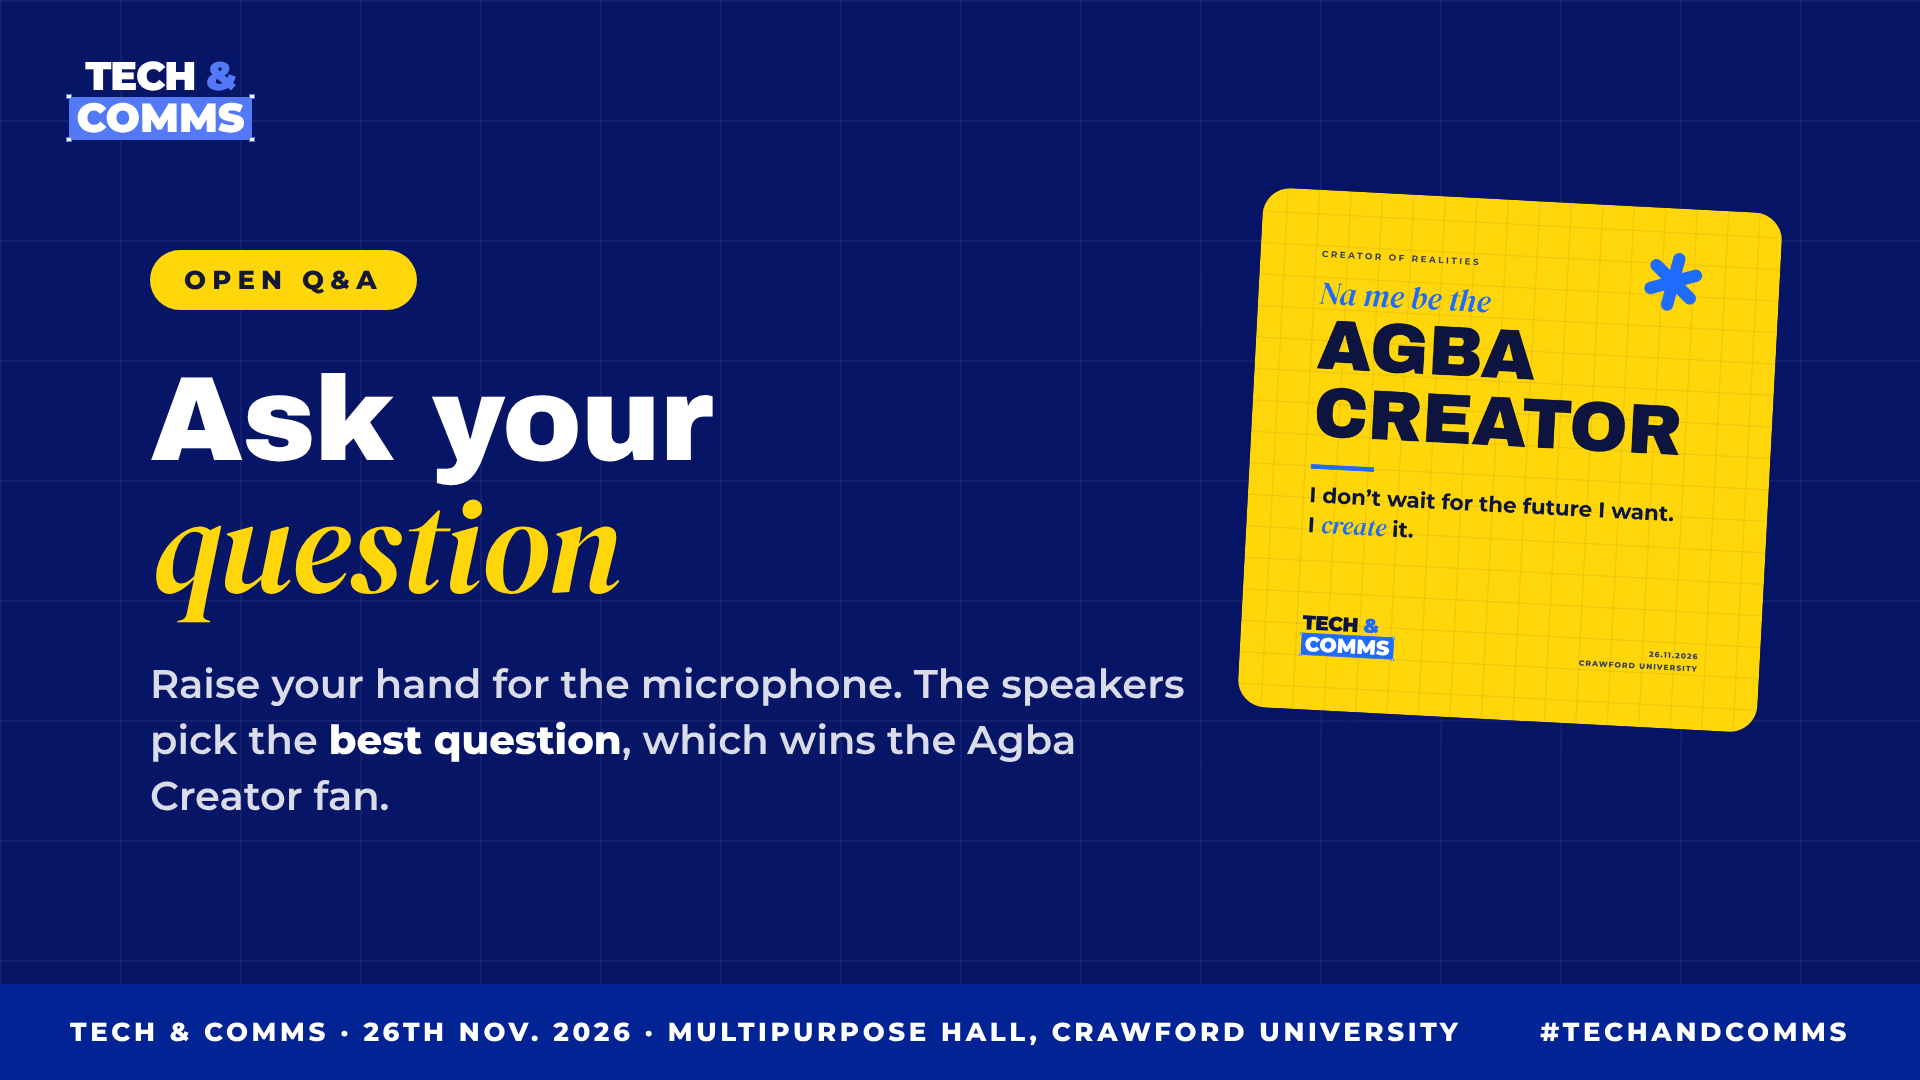 TECH &
COMMS
OPEN Q&A
Ask your
question
Raise your hand for the microphone. The speakers
pick the best question, which wins the Agba
Creator fan.
CREATOR OF REALITIES
Na me be the
AGBA
CREATOR
I don’t wait for the future I want.
I create it.
TECH &
COMMS
26.11.2026
CRAWFORD UNIVERSITY
TECH & COMMS · 26TH NOV. 2026 · MULTIPURPOSE HALL, CRAWFORD UNIVERSITY
#TECHANDCOMMS